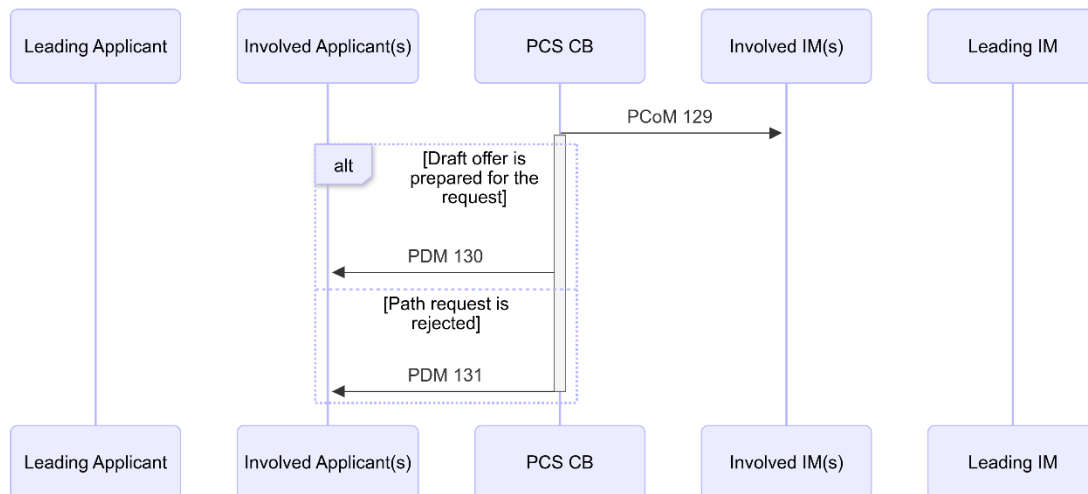 Leading Applicant
Involved Applicant(s)
PCS CB
Involved IM(s)
Leading IM
PCoM 129
alt
[Draft offer is
prepared for the
request]
PDM 130
[Path request is
rejected]
PDM 131
Leading Applicant
Involved Applicant(s)
PCS CB
Involved IM(s)
Leading IM